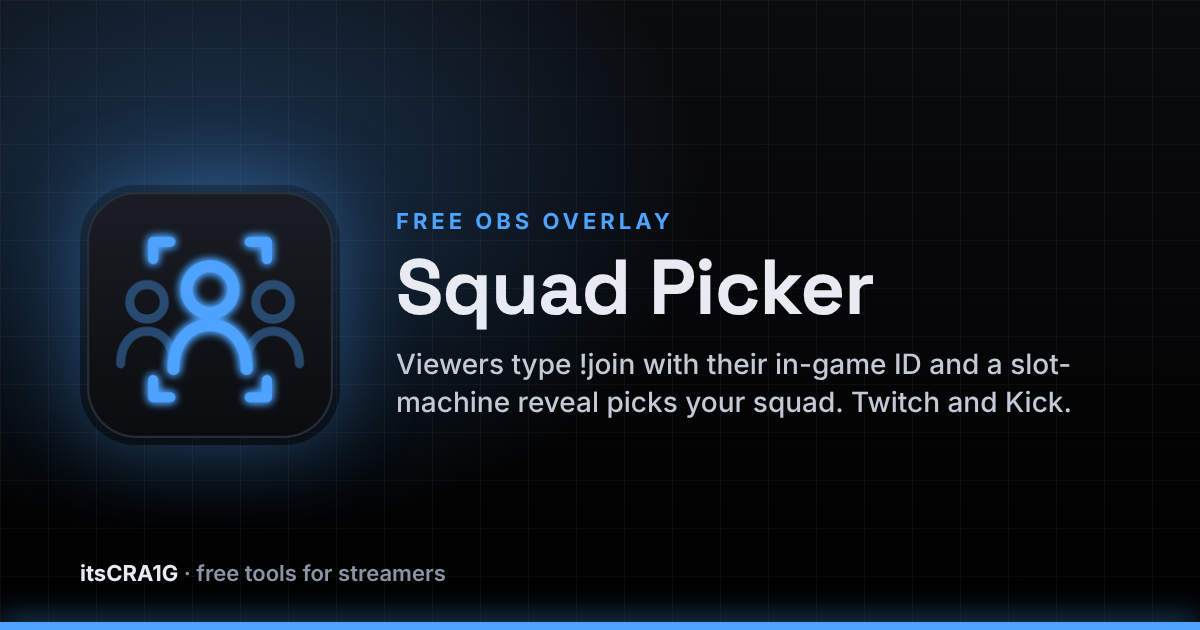 FREE OBS OVERLAY
Squad Picker
Viewers type !join with their in-game ID and a slot-
machine reveal picks your squad. Twitch and Kick.
itsCRA1G · free tools for streamers